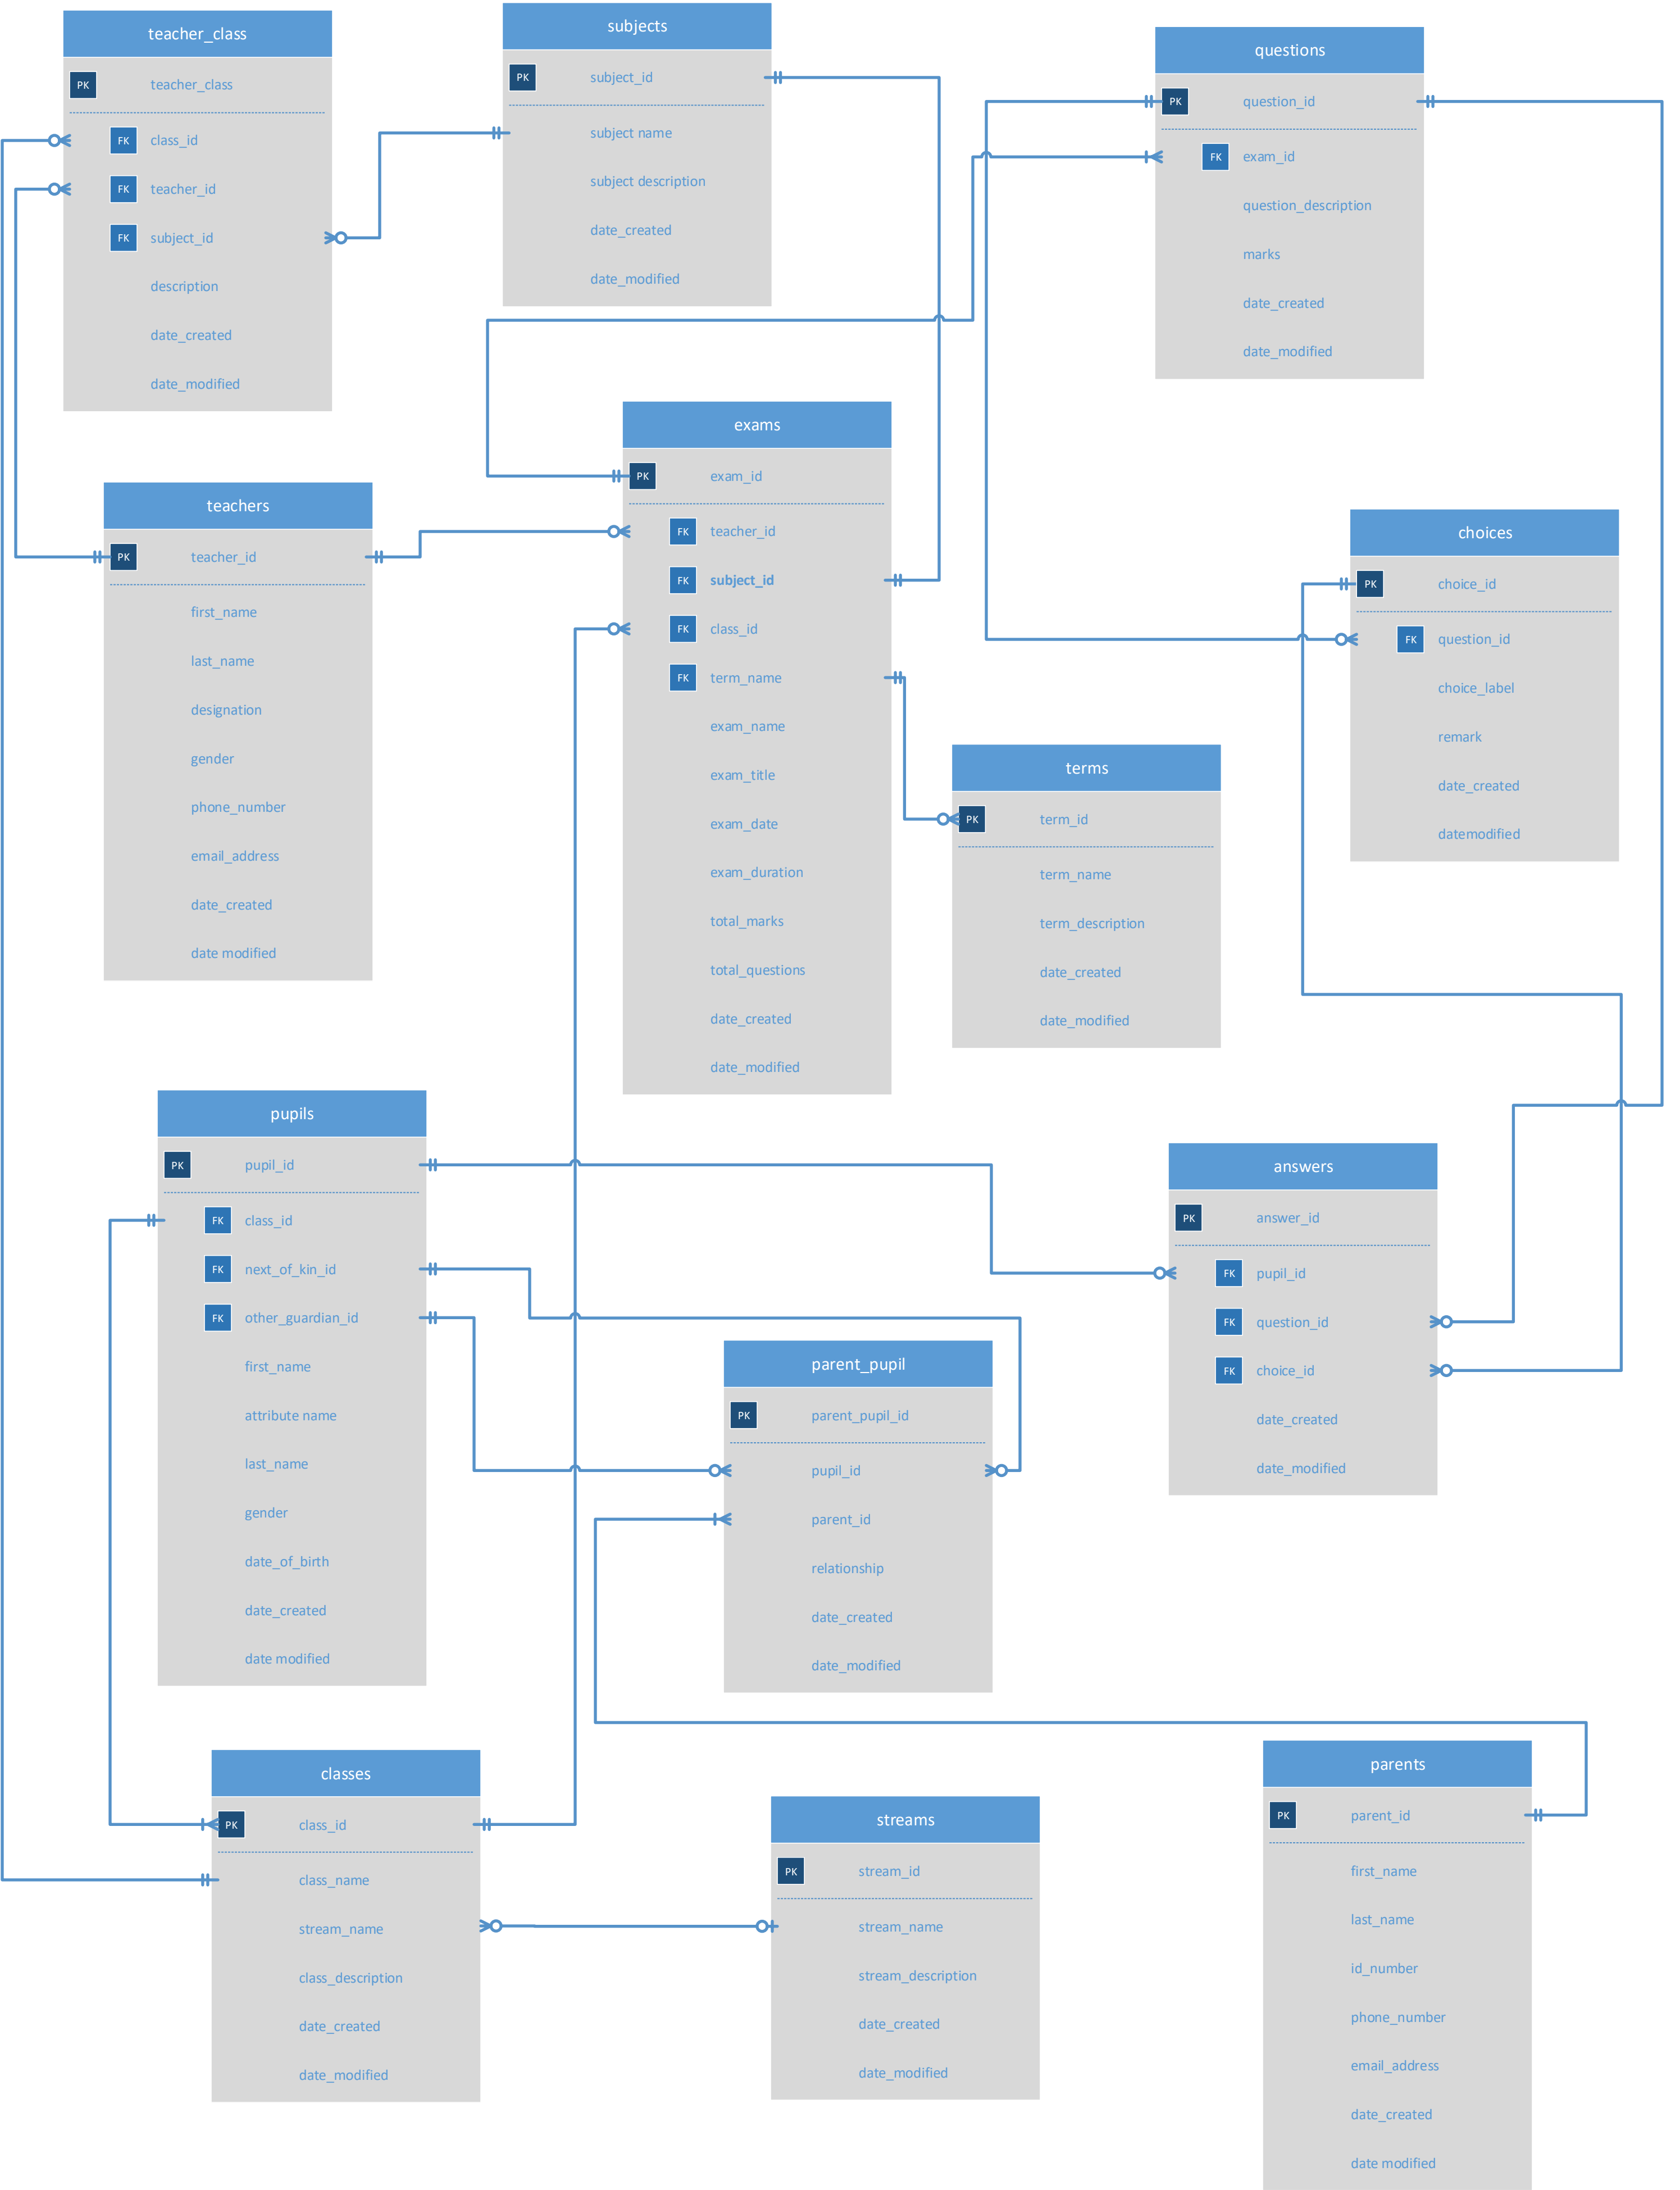 teacher_class
PK teacher_class
FK class_id
FK teacher_id
FK subject_id
description
date_created
date_modified
subjects
PK subject_id
subject name
subject description
date_created
date_modified
questions
PK question_id
FK exam_id
question_description
marks
date_created
date_modified
exams
PK exam_id
FK teacher_id
FK subject_id
FK class_id
FK term_name
exam_name
exam_title
exam_date
exam_duration
total_marks
total_questions
date_created
date_modified
teachers
PK teacher_id
first_name
last_name
designation
gender
phone_number
email_address
date_created
date modified
choices
PK choice_id
FK question_id
choice_label
remark
date_created
datemodified
terms
PK term_id
term_name
term_description
date_created
date_modified
pupils
PK pupil_id
FK class_id
FK next_of_kin_id
FK other_guardian_id
first_name
attribute name
last_name
gender
date_of_birth
date_created
date modified
answers
PK answer_id
FK pupil_id
FK question_id
FK choice_id
date_created
date_modified
parent_pupil
PK parent_pupil_id
pupil_id
parent_id
relationship
date_created
date_modified
classes
PK class_id
class_name
stream_name
class_description
date_created
date_modified
streams
PK stream_id
stream_name
stream_description
date_created
date_modified
parents
PK parent_id
first_name
last_name
id_number
phone_number
email_address
date_created
date modified